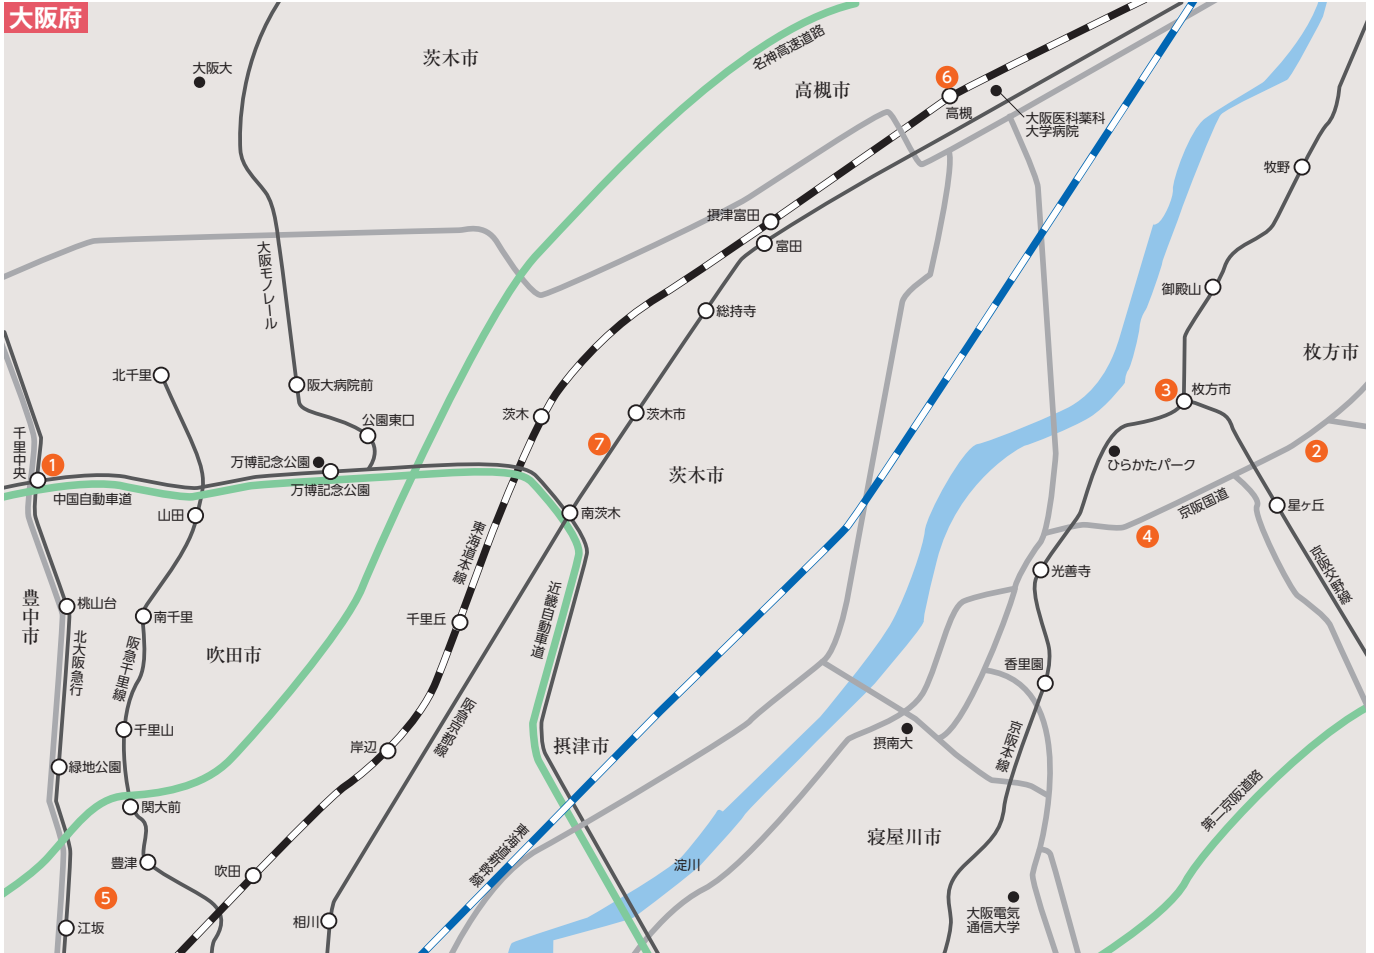 大阪府
大阪大
茨木市
名神高速道路
高槻市
6
高槻
大阪医科薬科
大学病院
牧野
摂津富田
富田
大阪モノレール
御殿山
総持寺
枚方市
北千里
阪大病院前
3
枚方市
茨木
茨木市
公園東口
千里中央
7
2
1
万博記念公園
ひらかたパーク
茨木市
中国自動車道
万博記念公園
山田
南茨木
京阪国道
星ヶ丘
4
東海道本線
京阪交野線
光善寺
豊中市
桃山台
南千里
千里丘
近畿自動車道
北大阪急行
阪急千里線
吹田市
香里園
阪急京都線
千里山
岸辺
摂津市
摂南大
京阪本線
緑地公園
関大前
第二京阪道路
寝屋川市
東海道新幹線
豊津
吹田
淀川
5
江坂
相川
大阪電気
通信大学